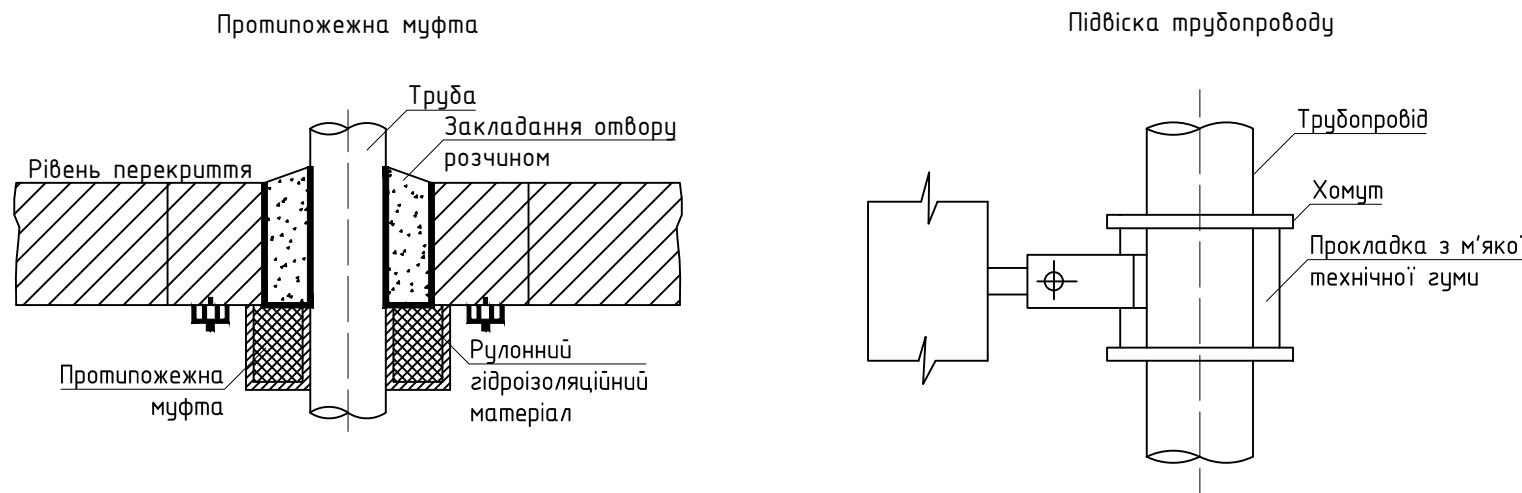 Протипожежна муфта
Труба
Закладання отвору
розчином
Рівень перекриття
Протипожежна
муфта
Рулонний
гідроізоляційний
матеріал
Підвіска трубопроводу
Трубопровід
Хомут
Прокладка з м'якої
технічної гуми